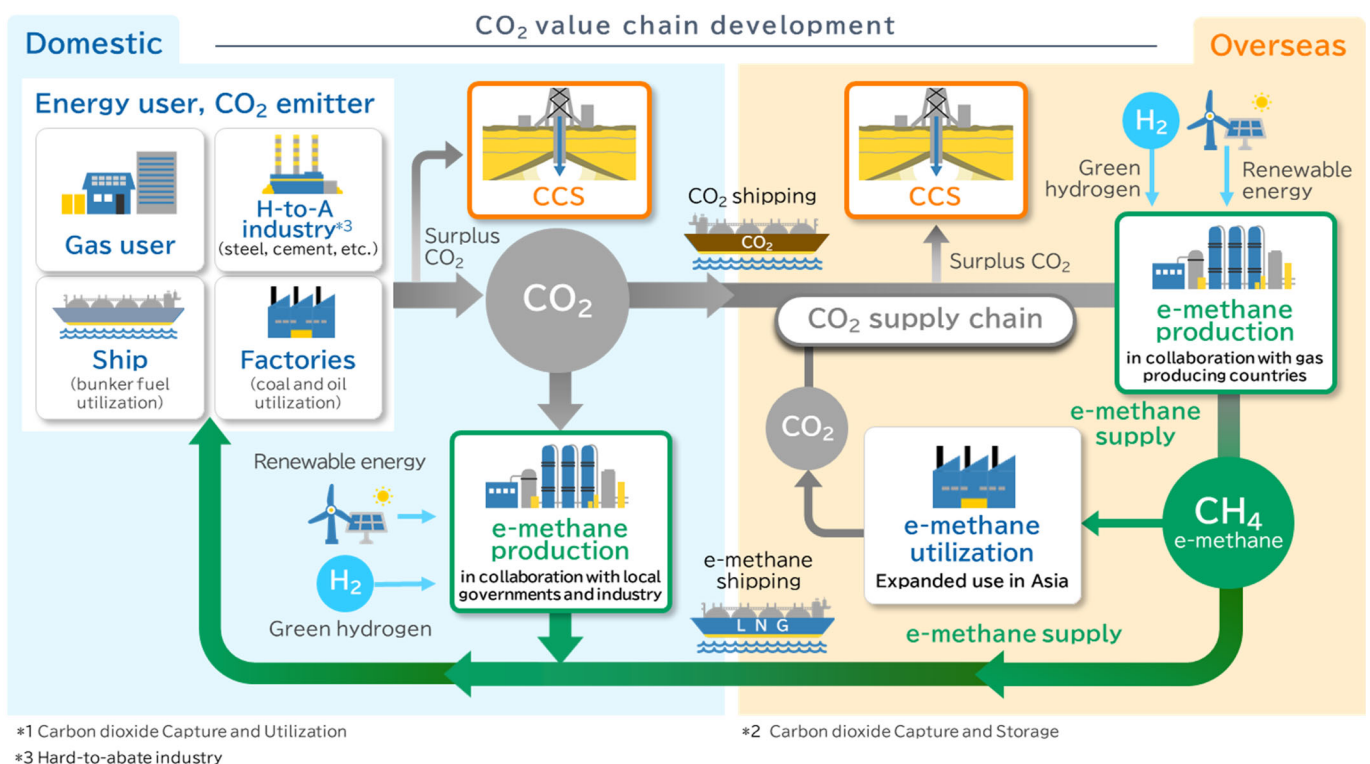 CO₂ value chain development
Domestic
Overseas
Energy user, CO₂ emitter
Gas user
H-to-A
industry*3
(steel, cement, etc.)
Ship
(bunker fuel
utilization)
Factories
(coal and oil
utilization)
CCS
Surplus
CO₂
CO₂
CO₂ shipping
CO₂
CCS
Surplus CO₂
CO₂ supply chain
H₂
Green
hydrogen
Renewable
energy
e-methane
production
in collaboration with gas
producing countries
e-methane
supply
CH₄
e-methane
CO₂
e-methane
utilization
Expanded use in Asia
Renewable energy
H₂
Green hydrogen
e-methane
production
in collaboration with local
governments and industry
e-methane
shipping
L N G
e-methane supply
*1 Carbon dioxide Capture and Utilization
*2 Carbon dioxide Capture and Storage
*3 Hard-to-abate industry